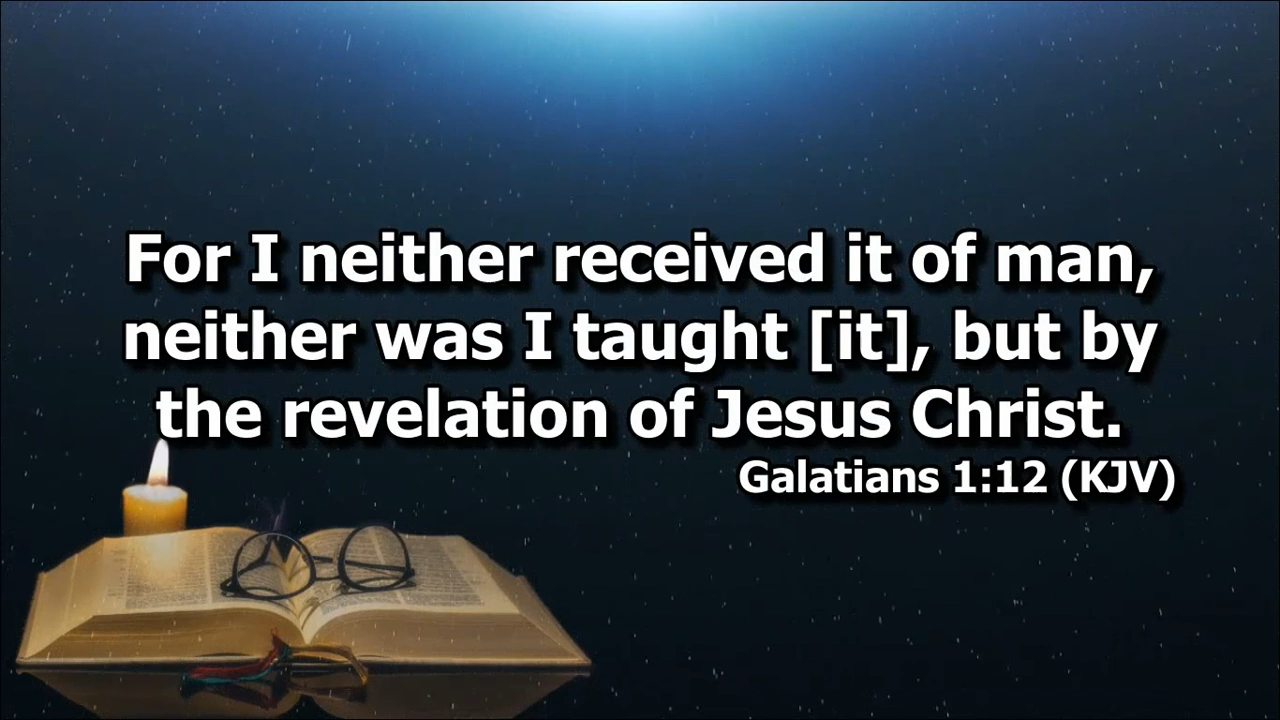 For I neither received it of man,
neither was I taught [it], but by
the revelation of Jesus Christ.
Galatians 1:12 (KJV)